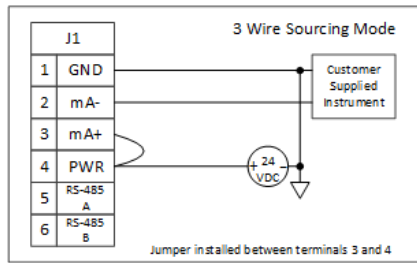 3 Wire Sourcing Mode
J1
1 GND
2 mA-
3 mA+
4 PWR
5 RS-485
A
6 RS-485
B
Customer
Supplied
Instrument
+ 24 -
VDC
Jumper installed between terminals 3 and 4